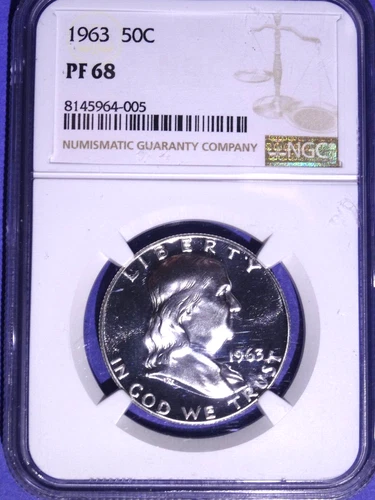 1963 50C
PF 68
8145964-005
NUMISMATIC GUARANTY COMPANY
NGC
LIBERTY
1963
IN GOD WE TRUST